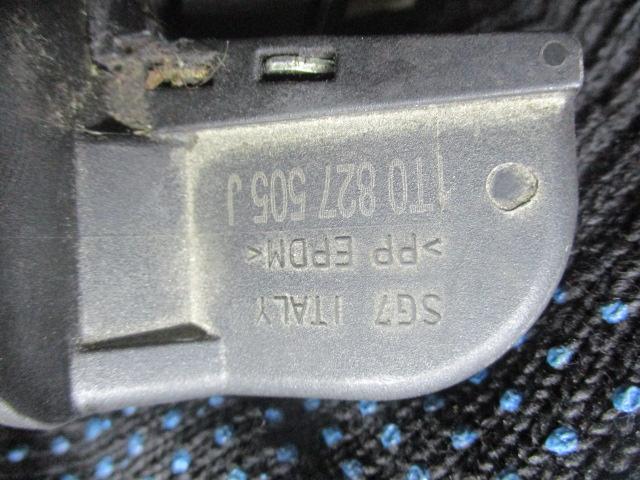 SG7 ITALY
>PP EPDM<
1T0 827 505 J